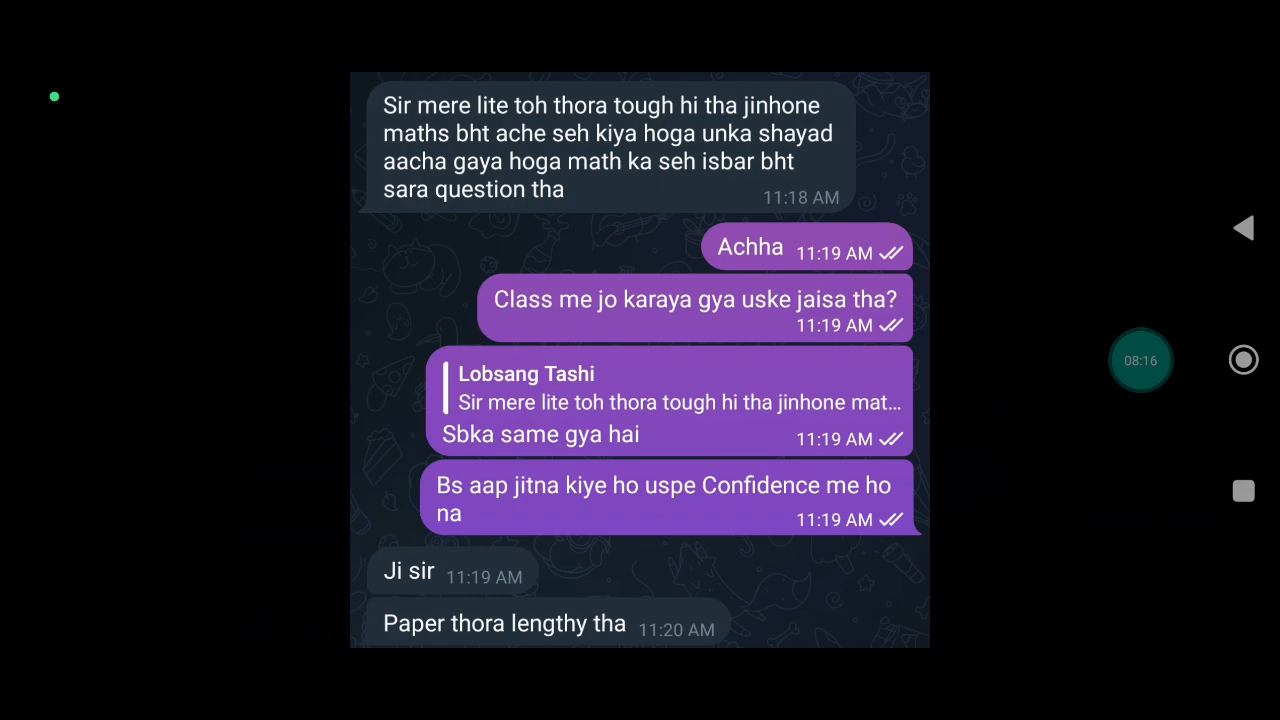 Sir mere lite toh thora tough hi tha jinhone
maths bht ache seh kiya hoga unka shayad
aacha gaya hoga math ka seh isbar bht
sara question tha
11:18 AM
Achha 11:19 AM
Class me jo karaya gya uske jaisa tha?
11:19 AM
Lobsang Tashi
Sir mere lite toh thora tough hi tha jinhone mat...
Sbka same gya hai 11:19 AM
Bs aap jitna kiye ho uspe Confidence me ho
na 11:19 AM
Ji sir 11:19 AM
Paper thora lengthy tha 11:20 AM
08:16